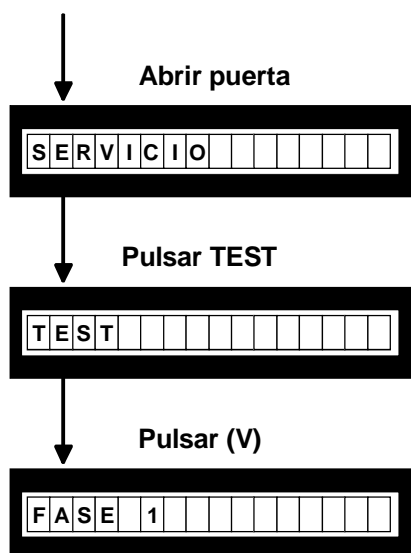 Abrir puerta
SERVICIO
Pulsar TEST
TEST
Pulsar (V)
FASE 1